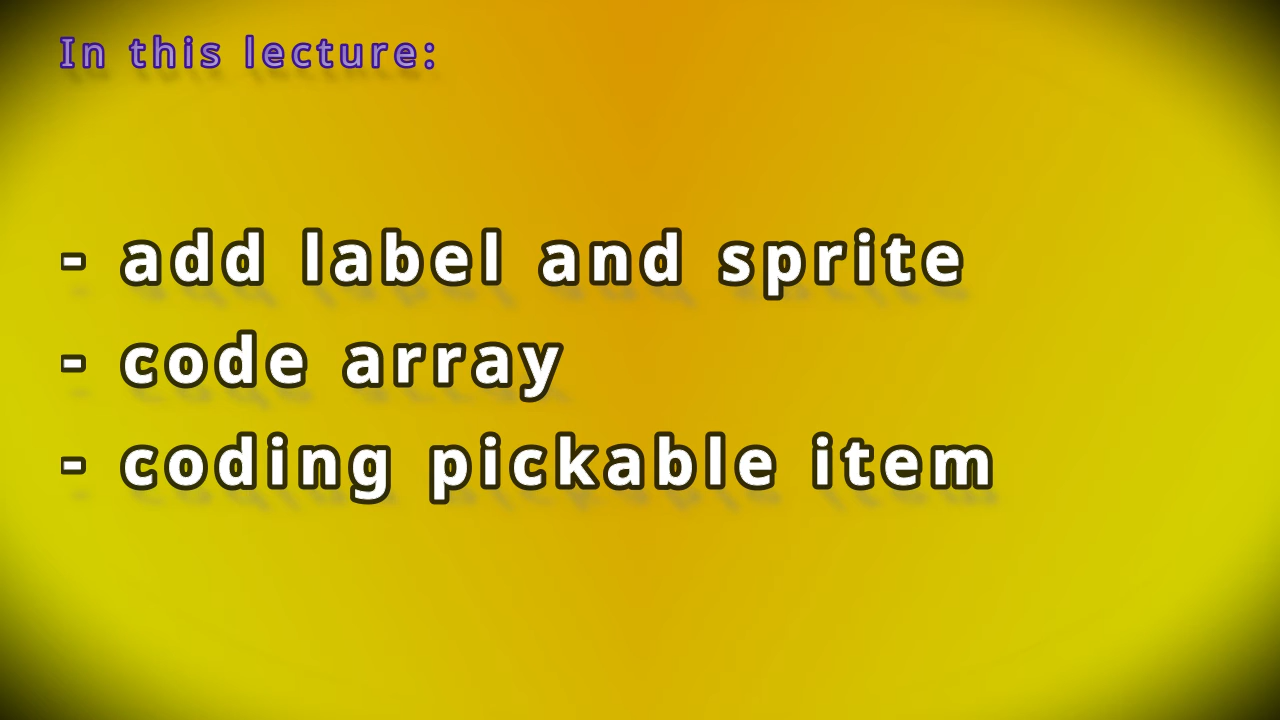 In this lecture:
- add label and sprite
- code array
- coding pickable item